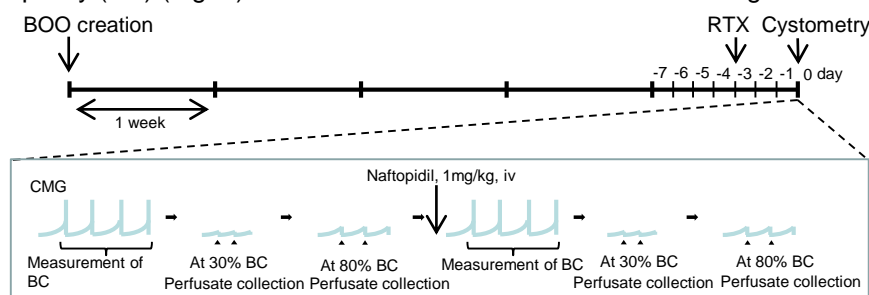 BOO creation
RTX Cystometry
-7 -6 -5 -4 -3 -2 -1 0 day
1 week
Naftopidil, 1mg/kg, iv
CMG
Measurement of
BC
At 30% BC
Perfusate collection
At 80% BC
Perfusate collection
Measurement of BC
At 30% BC
Perfusate collection
At 80% BC
Perfusate collection